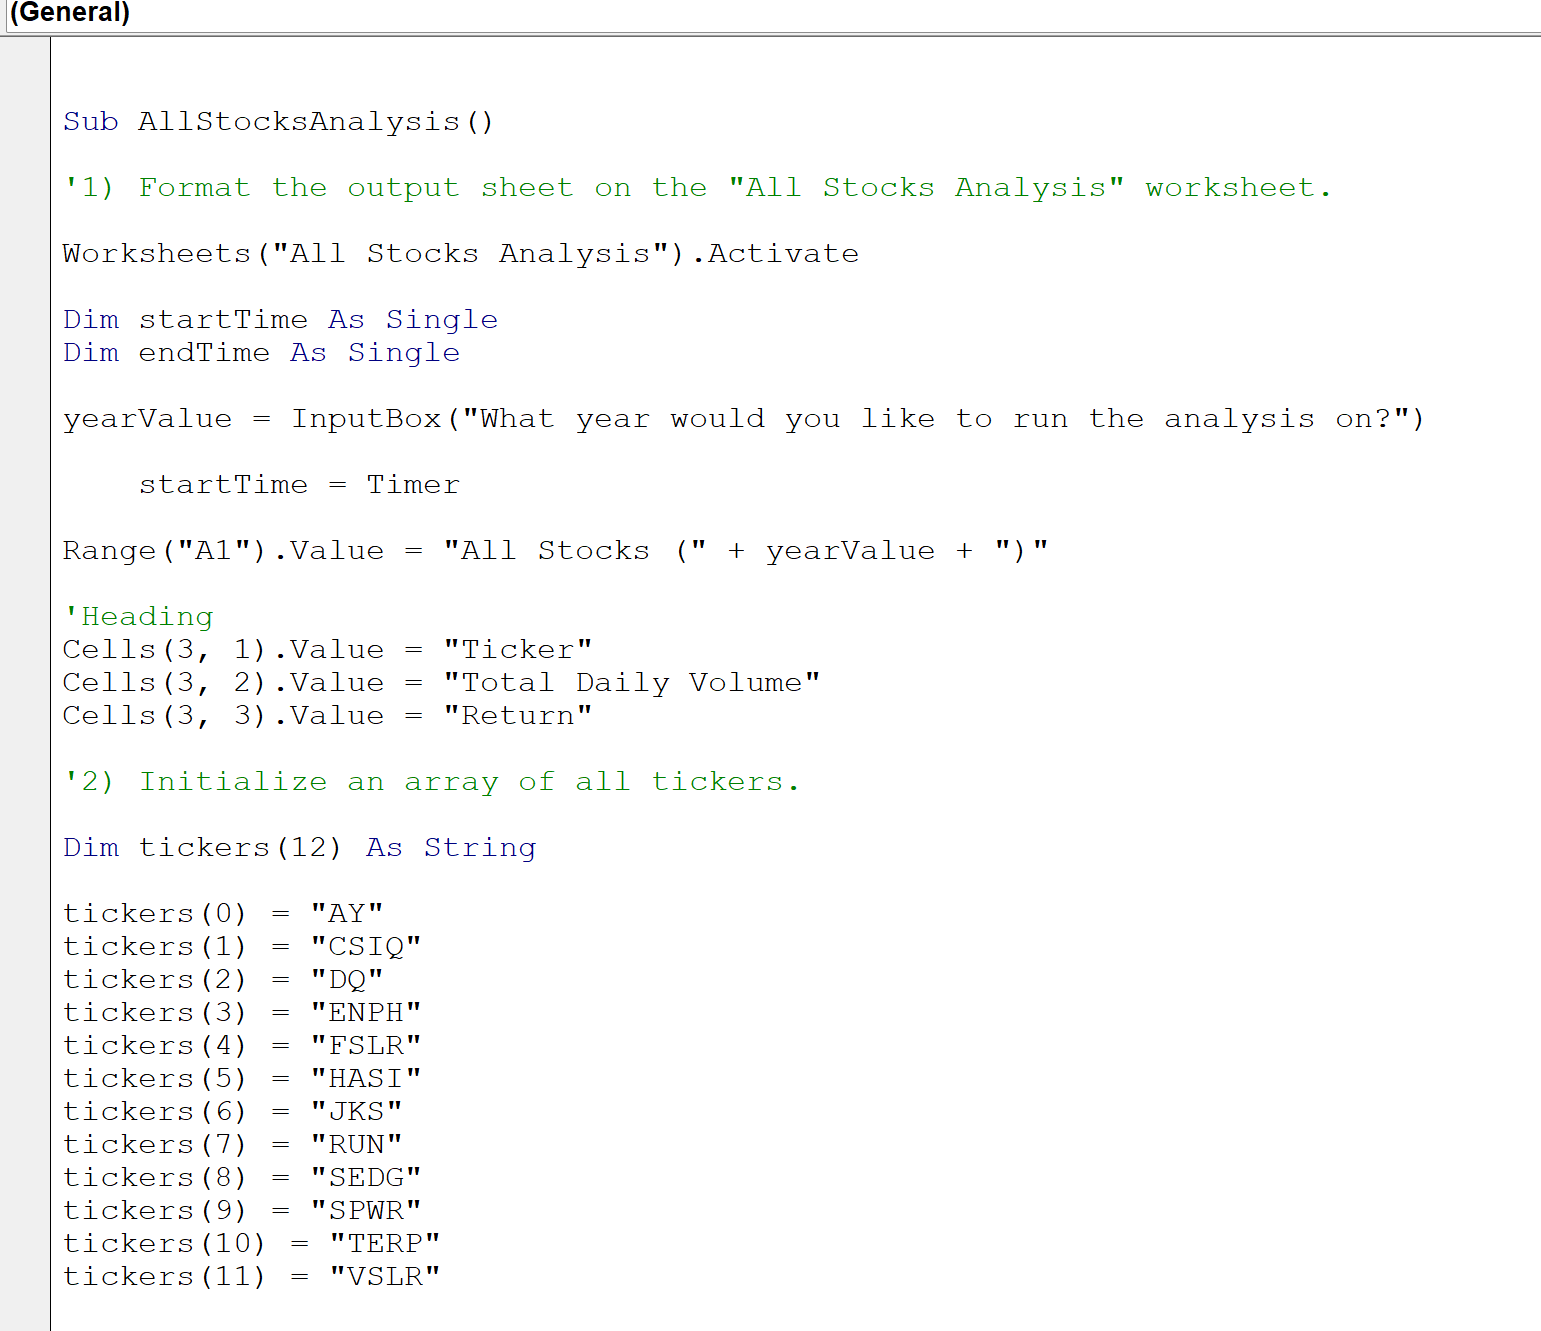 (General)
Sub AllStocksAnalysis()
'1) Format the output sheet on the "All Stocks Analysis" worksheet.
Worksheets("All Stocks Analysis").Activate
Dim startTime As Single
Dim endTime As Single
yearValue = InputBox("What year would you like to run the analysis on?")
startTime = Timer
Range("A1").Value = "All Stocks (" + yearValue + ")"
'Heading
Cells(3, 1).Value = "Ticker"
Cells(3, 2).Value = "Total Daily Volume"
Cells(3, 3).Value = "Return"
'2) Initialize an array of all tickers.
Dim tickers(12) As String
tickers(0) = "AY"
tickers(1) = "CSIQ"
tickers(2) = "DQ"
tickers(3) = "ENPH"
tickers(4) = "FSLR"
tickers(5) = "HASI"
tickers(6) = "JKS"
tickers(7) = "RUN"
tickers(8) = "SEDG"
tickers(9) = "SPWR"
tickers(10) = "TERP"
tickers(11) = "VSLR"